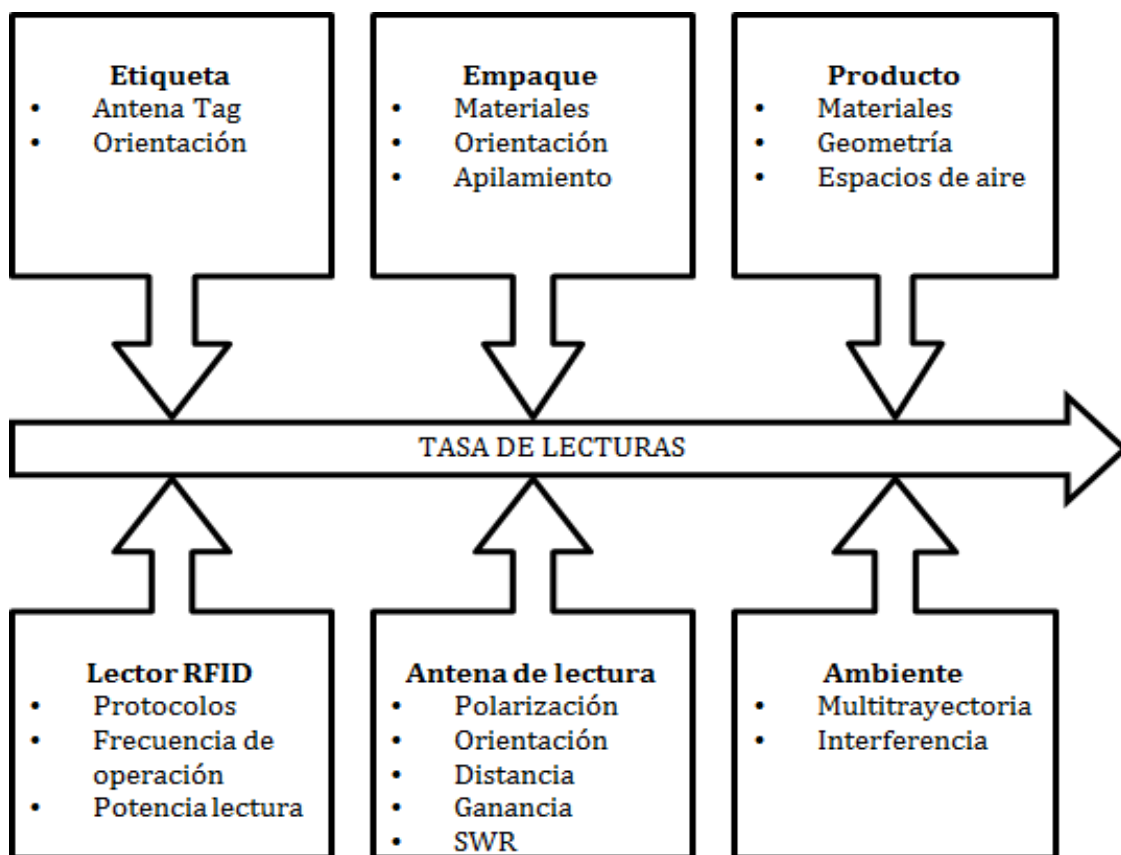 Etiqueta
• Antena Tag
• Orientación
Empaque
• Materiales
• Orientación
• Apilamiento
Producto
• Materiales
• Geometría
• Espacios de aire
TASA DE LECTURAS
Lector RFID
• Protocolos
• Frecuencia de
operación
• Potencia lectura
Antena de lectura
• Polarización
• Orientación
• Distancia
• Ganancia
• SWR
Ambiente
• Multitrayectoria
• Interferencia